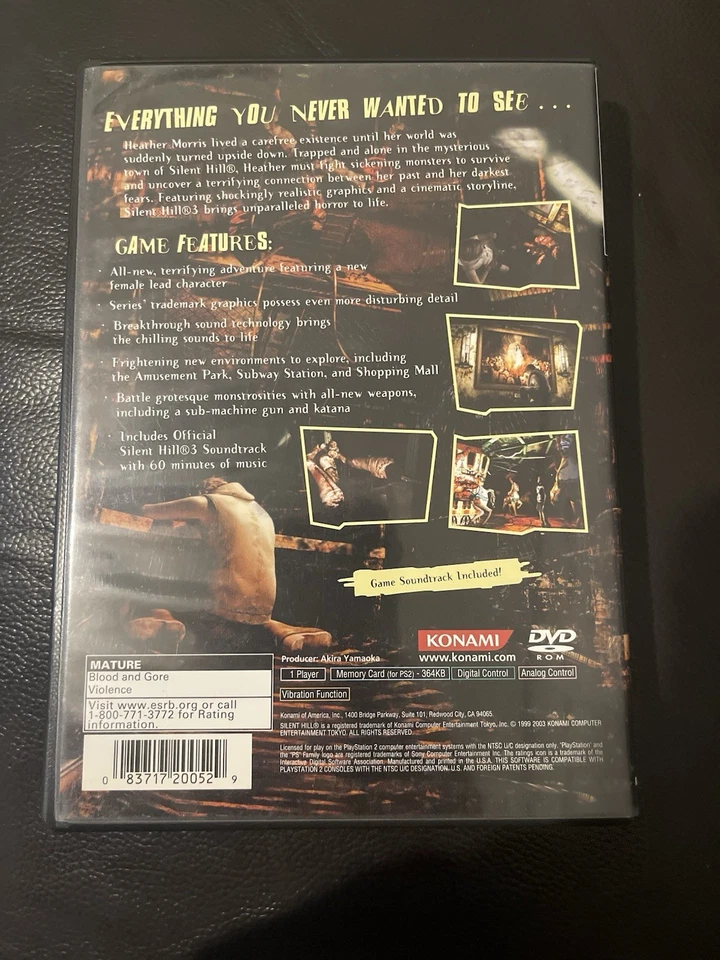 EVERYTHING YOU NEVER WANTED TO SEE ...
Heather Morris lived a carefree existence until her world was
suddenly turned upside down. Trapped and alone in the mysterious
town of Silent Hill®, Heather must fight sickening monsters to survive
and uncover a terrifying connection between her past and her darkest
fears. Featuring shockingly realistic graphics and a cinematic storyline,
Silent Hill®3 brings unparalleled horror to life.
GAME FEATURES:
· All-new, terrifying adventure featuring a new
female lead character
· Series' trademark graphics possess even more disturbing detail
· Breakthrough sound technology brings
the chilling sounds to life
· Frightening new environments to explore, including
the Amusement Park, Subway Station, and Shopping Mall
· Battle grotesque monstrosities with all-new weapons,
including a sub-machine gun and katana
· Includes Official
Silent Hill®3 Soundtrack
with 60 minutes of music
Game Soundtrack Included!
KONAMI
www.konami.com
DVD
ROM
MATURE
Blood and Gore
Violence
Visit www.esrb.org or call
1-800-771-3772 for Rating
Information.
Producer: Akira Yamaoka
1 Player
Memory Card (for PS2) - 364KB
Digital Control
Analog Control
Vibration Function
Konami of America, Inc., 1400 Bridge Parkway, Suite 101, Redwood City, CA 94065.
SILENT HILL® is a registered trademark of Konami Computer Entertainment Tokyo, Inc. © 1999 2003 KONAMI COMPUTER
ENTERTAINMENT TOKYO. ALL RIGHTS RESERVED.
Licensed for play on the PlayStation 2 computer entertainment systems with the NTSC U/C designation only. "PlayStation" and
the "PS" Family logo are registered trademarks of Sony Computer Entertainment Inc. The ratings icon is a trademark of the
Interactive Digital Software Association. Manufactured and printed in the U.S.A. THIS SOFTWARE IS COMPATIBLE WITH
PLAYSTATION 2 CONSOLES WITH THE NTSC U/C DESIGNATION. U.S. AND FOREIGN PATENTS PENDING.
0 83717 20052 9